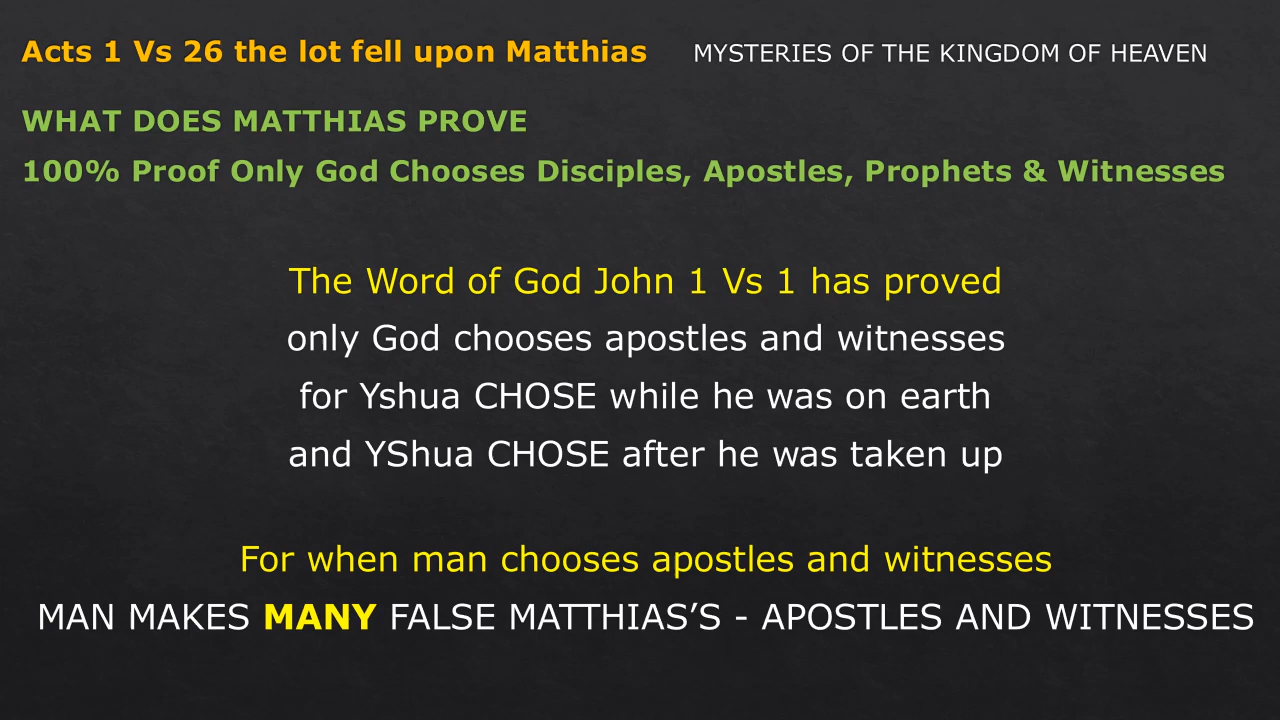 Acts 1 Vs 26 the lot fell upon Matthias MYSTERIES OF THE KINGDOM OF HEAVEN
WHAT DOES MATTHIAS PROVE
100% Proof Only God Chooses Disciples, Apostles, Prophets & Witnesses
The Word of God John 1 Vs 1 has proved
only God chooses apostles and witnesses
for Yshua CHOSE while he was on earth
and YShua CHOSE after he was taken up
For when man chooses apostles and witnesses
MAN MAKES MANY FALSE MATTHIAS’S - APOSTLES AND WITNESSES